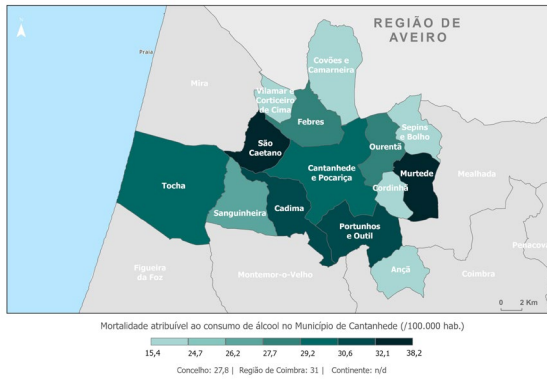 REGIÃO DE
AVEIRO
Praia
Mira
Covões e
Camarneira
Vilamar e
Corticeiro
de Cima
Febres
São
Caetano
Cantanhede
e Pocariça
Ourentã
Sepins
e Bolho
Murtede
Cordinhã
Mealhada
Tocha
Sanguinheira
Cadima
Portunhos
e Outil
Ançã
Figueira
da Foz
Montemor-o-Velho
Coimbra
Penacova
0 2 Km
Mortalidade atribuível ao consumo de álcool no Município de Cantanhede (/100.000 hab.)
15,4 24,7 26,2 27,7 29,2 30,6 32,1 38,2
Concelho: 27,8 | Região de Coimbra: 31 | Continente: n/d